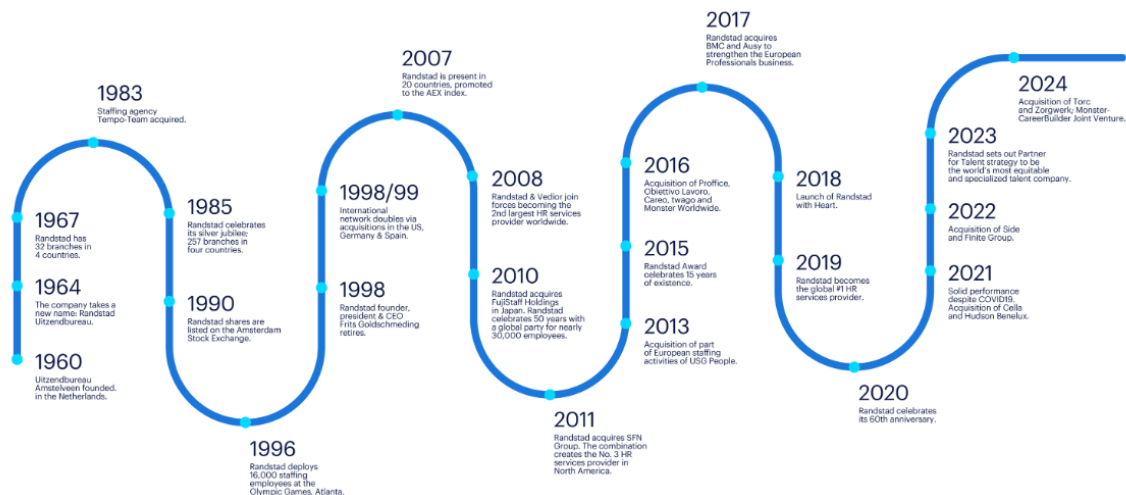 1960
Uitzendbureau
Amstelveen founded.
in the Netherlands.
1964
The company takes a
new name: Randstad
Uitzendbureau.
1967
Randstad has
32 branches in
4 countries.
1983
Staffing agency
Tempo-Team acquired.
1985
Randstad celebrates
its silver jubilee;
257 branches in
four countries.
1990
Randstad shares are
listed on the Amsterdam
Stock Exchange.
1996
Randstad deploys
16,000 staffing
employees at the
Olympic Games, Atlanta.
1998
Randstad founder,
president & CEO
Frits Goldschmeding
retires.
1998/99
International
network doubles via
acquisitions in the US,
Germany & Spain.
2007
Randstad is present in
20 countries, promoted
to the AEX index.
2008
Randstad & Vedior join
forces becoming the
2nd largest HR services
provider worldwide.
2010
Randstad acquires
FujiStaff Holdings
in Japan. Randstad
celebrates 50 years with
a global party for nearly
30,000 employees.
2011
Randstad acquires SFN
Group. The combination
creates the No. 3 HR
services provider in
North America.
2013
Acquisition of part
of European staffing
activities of USG People.
2015
Randstad Award
celebrates 15 years
of existence.
2016
Acquisition of Proffice,
Obiettivo Lavoro,
Careo, twago and
Monster Worldwide.
2017
Randstad acquires
BMC and Ausy to
strengthen the European
Professionals business.
2018
Launch of Randstad
with Heart.
2019
Randstad becomes
the global #1 HR
services provider.
2020
Randstad celebrates
its 60th anniversary.
2021
Solid performance
despite COVID19.
Acquisition of Cella
and Hudson Benelux.
2022
Acquisition of Side
and Finite Group.
2023
Randstad sets out Partner
for Talent strategy to be
the world's most equitable
and specialized talent company.
2024
Acquisition of Torc
and Zorgwerk; Monster-
CareerBuilder Joint Venture.